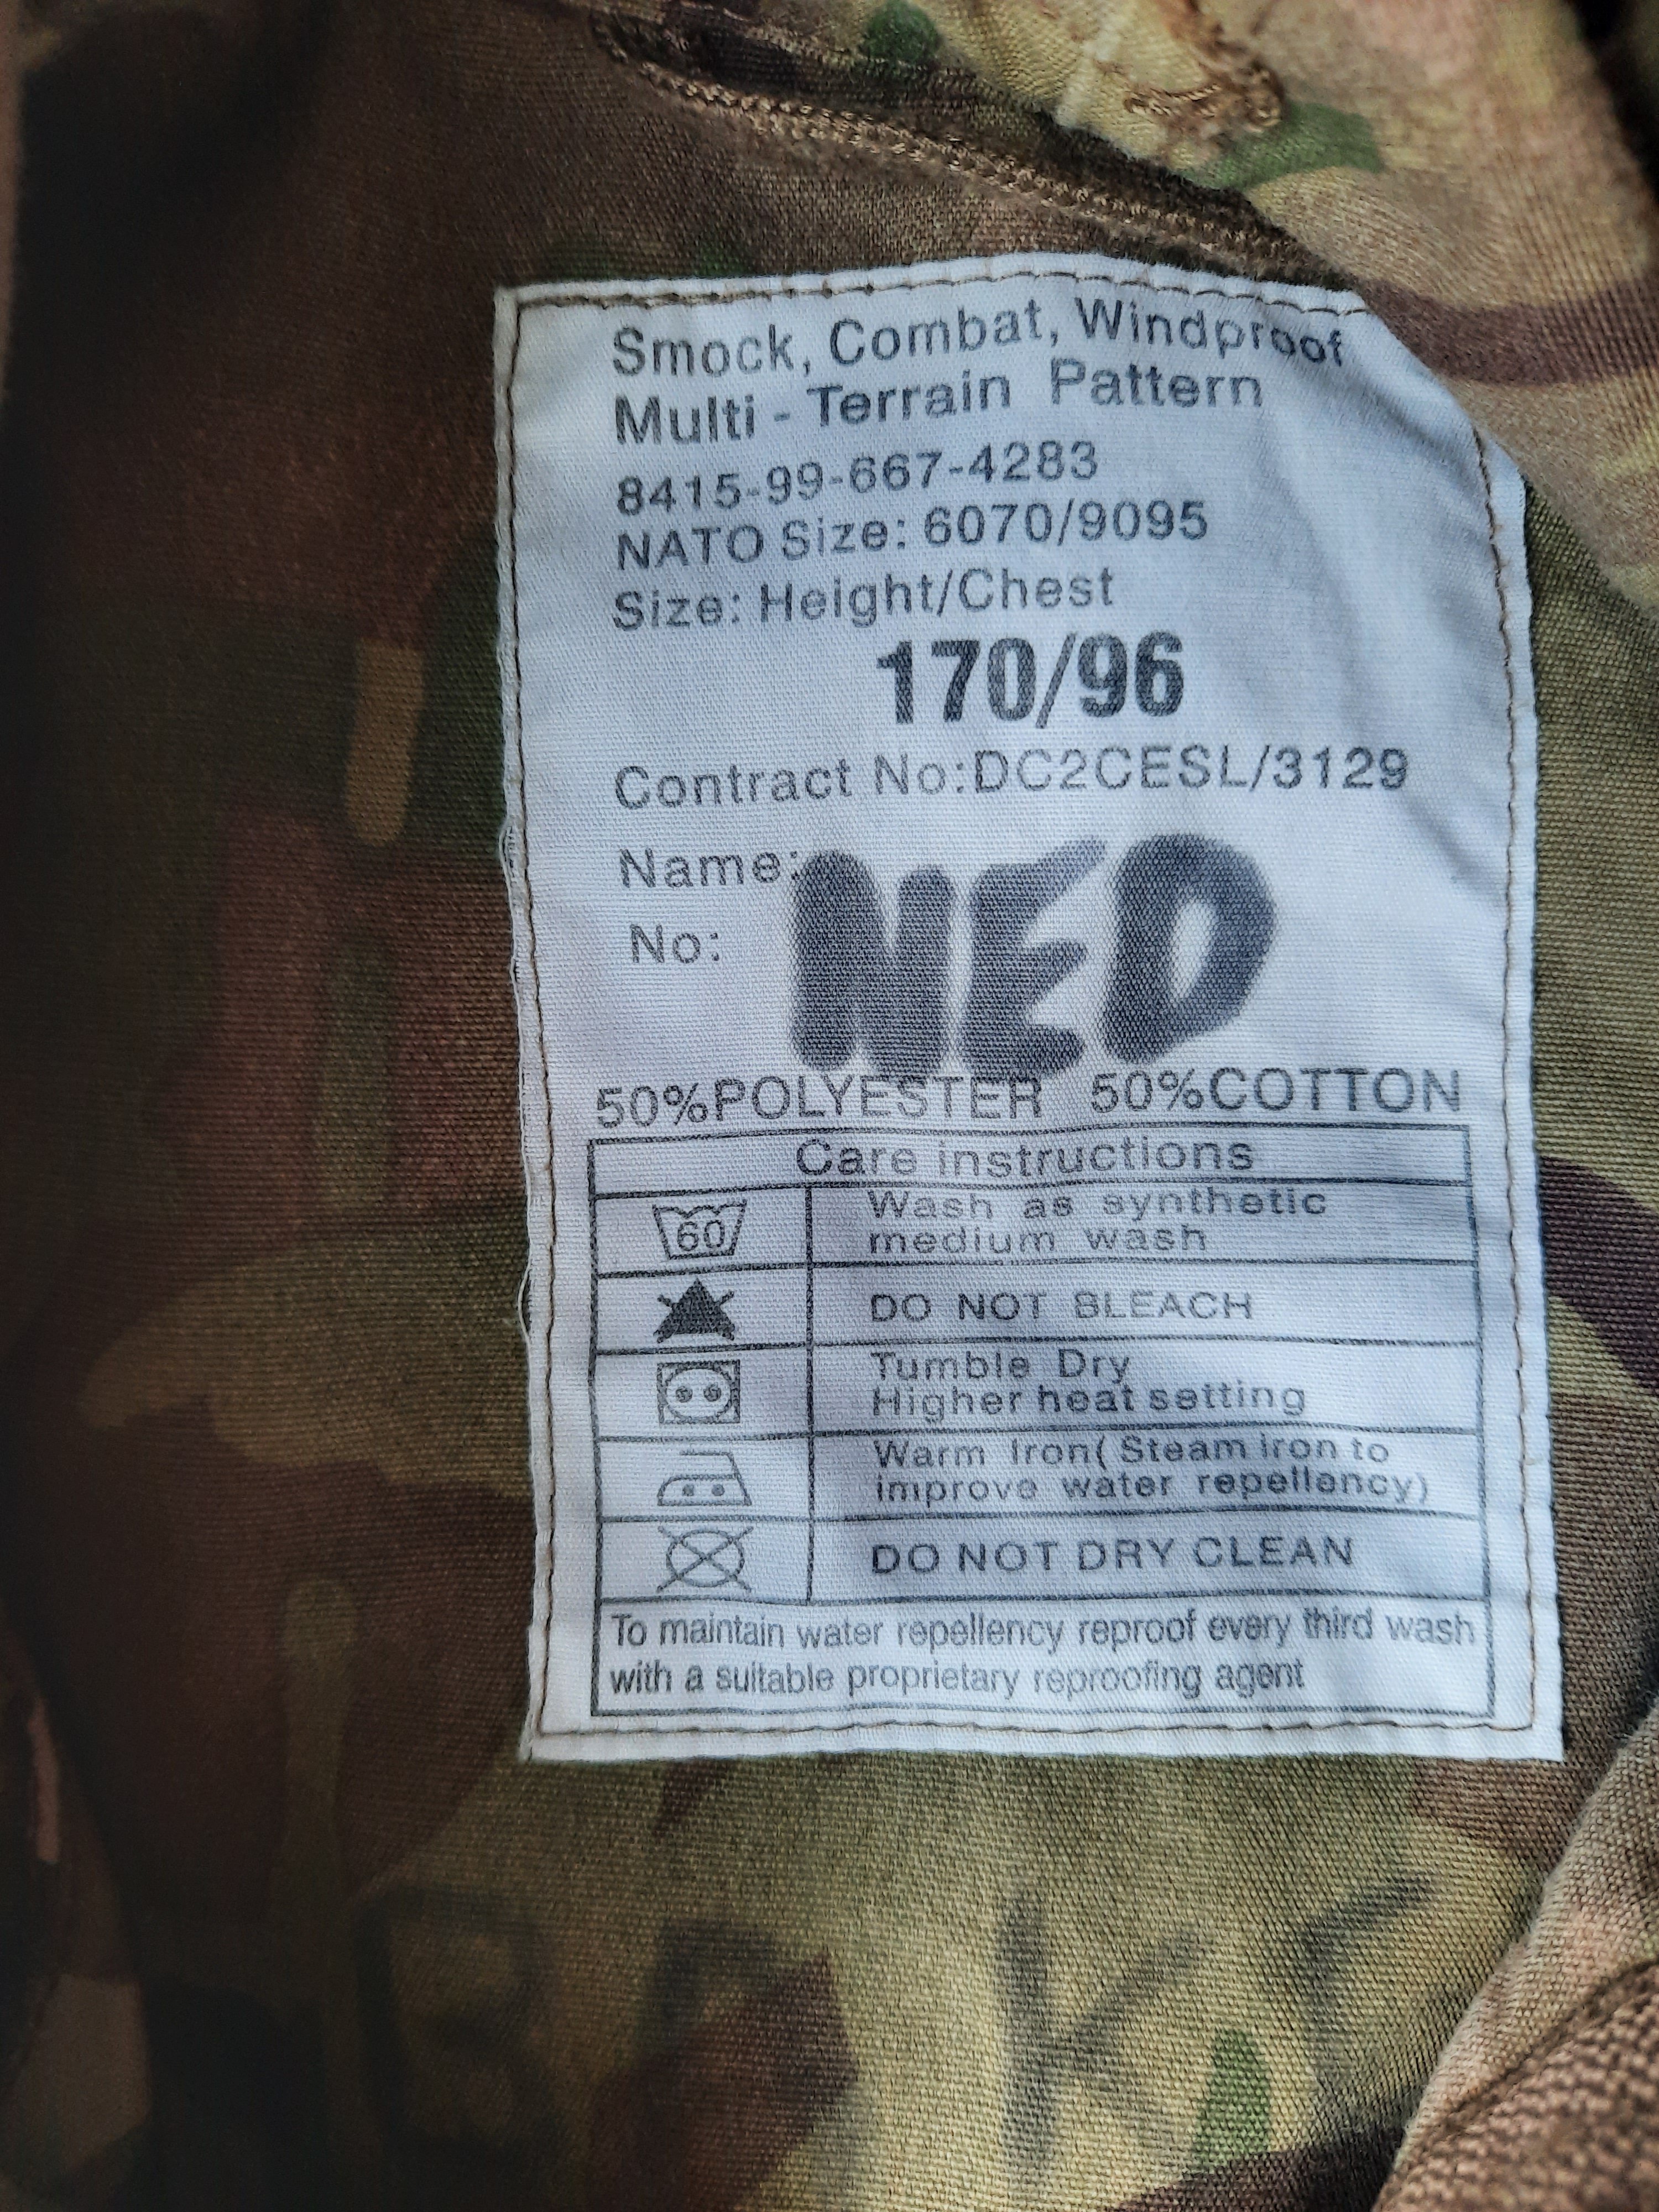 Smock, Combat, Windproof
Multi - Terrain Pattern
8415-99-667-4283
NATO Size: 6070/9095
Size: Height/Chest
170/96
Contract No:DC2CESL/3129
Name: NEO
No:
50%POLYESTER 50%COTTON
Care instructions
60 Wash as synthetic
medium wash
DO NOT BLEACH
Tumble Dry
Higher heat setting
Warm Iron( Steam iron to
improve water repellency)
DO NOT DRY CLEAN
To maintain water repellency reproof every third wash
with a suitable proprietary reproofing agent